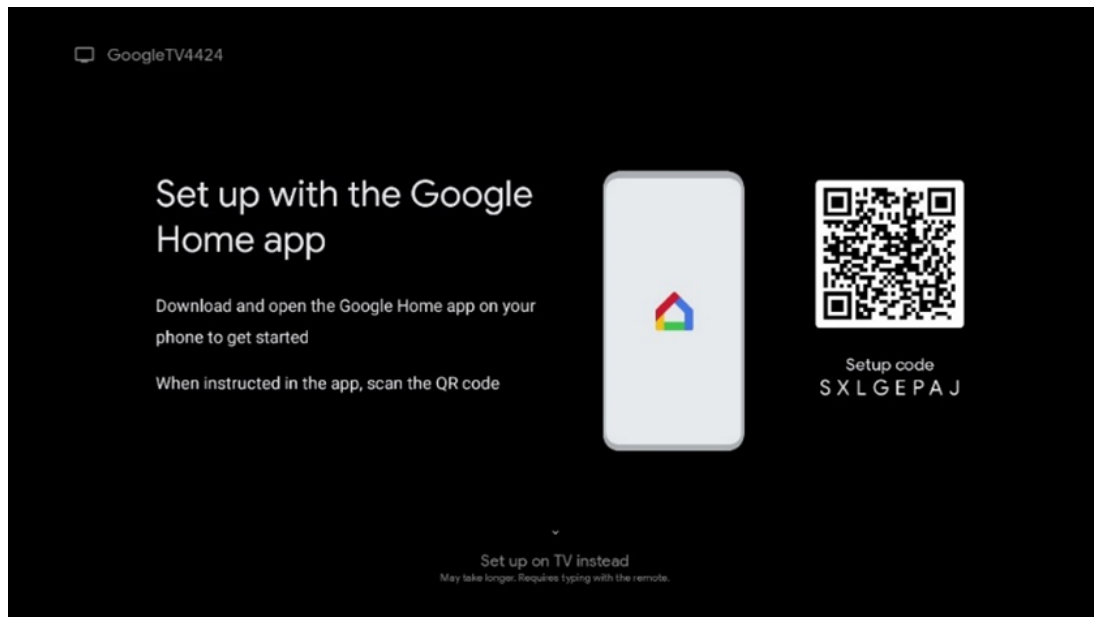 GoogleTV4424
Set up with the Google
Home app
Download and open the Google Home app on your
phone to get started
When instructed in the app, scan the QR code
Setup code
SXLGEPAJ
Set up on TV instead
May take longer. Requires typing with the remote.